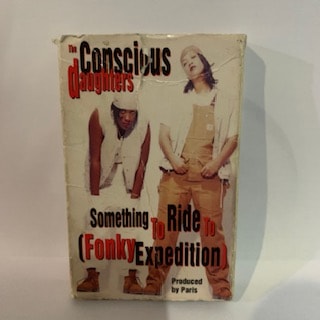 The Conscious
daughters
Something To Ride To
(Fonky Expedition)
Produced
by Paris